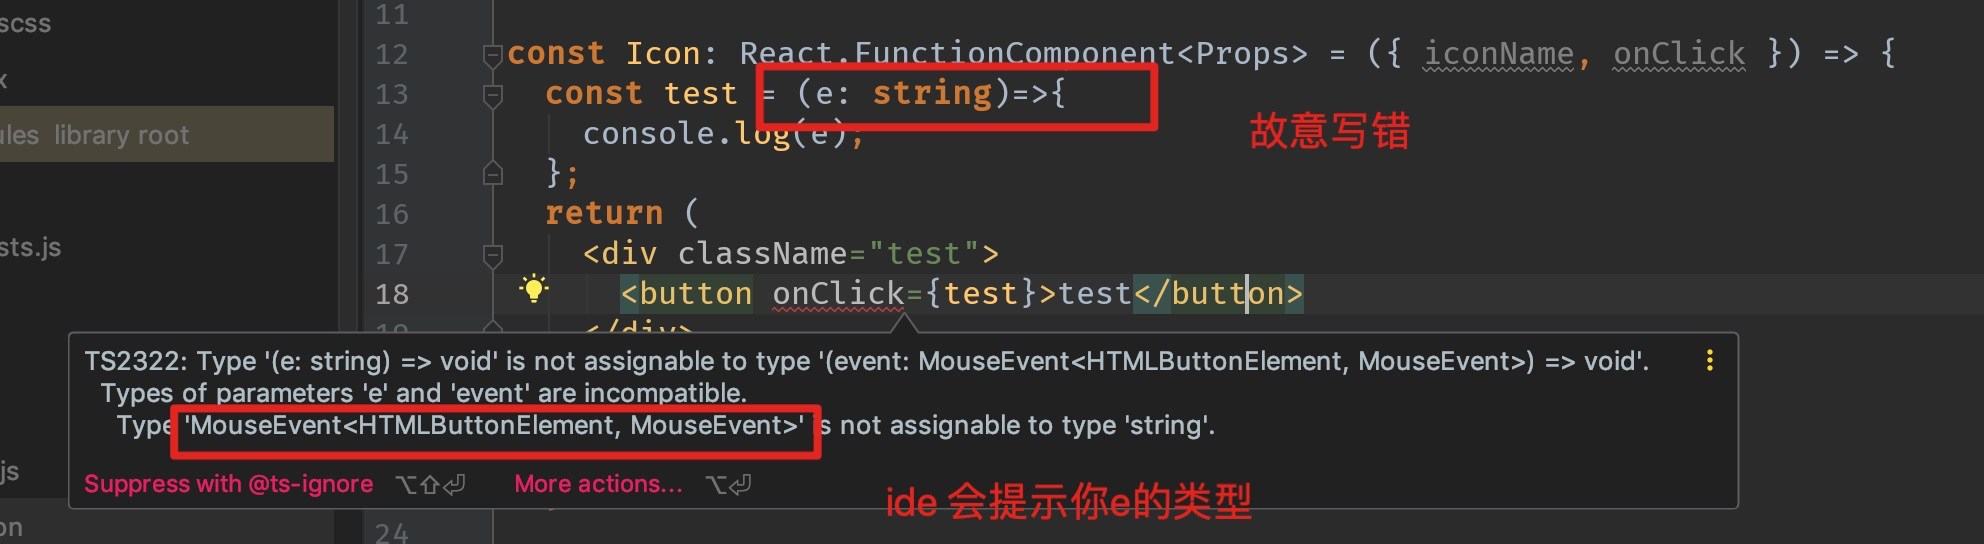 scss
11
12 const Icon: React.FunctionComponent<Props> = ({ iconName, onClick }) => {
x
13 const test = (e: string)=>{
故意写错
ules library root
14 console.log(e);
15 };
16 return (
sts.js
17 <div className="test">
18 <button onClick={test}>test</button>
</div>
TS2322: Type '(e: string) => void' is not assignable to type '(event: MouseEvent<HTMLButtonElement, MouseEvent>) => void'.
Types of parameters 'e' and 'event' are incompatible.
Type 'MouseEvent<HTMLButtonElement, MouseEvent>' is not assignable to type 'string'.
js
Suppress with @ts-ignore ⌥⇧⏎ More actions... ⌥⏎
ide 会提示你e的类型
on
24